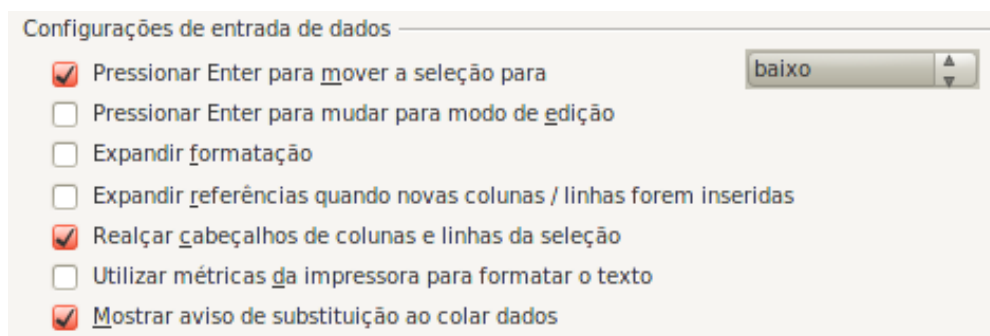 Configurações de entrada de dados
Pressionar Enter para mover a seleção para baixo
Pressionar Enter para mudar para modo de edição
Expandir formatação
Expandir referências quando novas colunas / linhas forem inseridas
Realçar cabeçalhos de colunas e linhas da seleção
Utilizar métricas da impressora para formatar o texto
Mostrar aviso de substituição ao colar dados